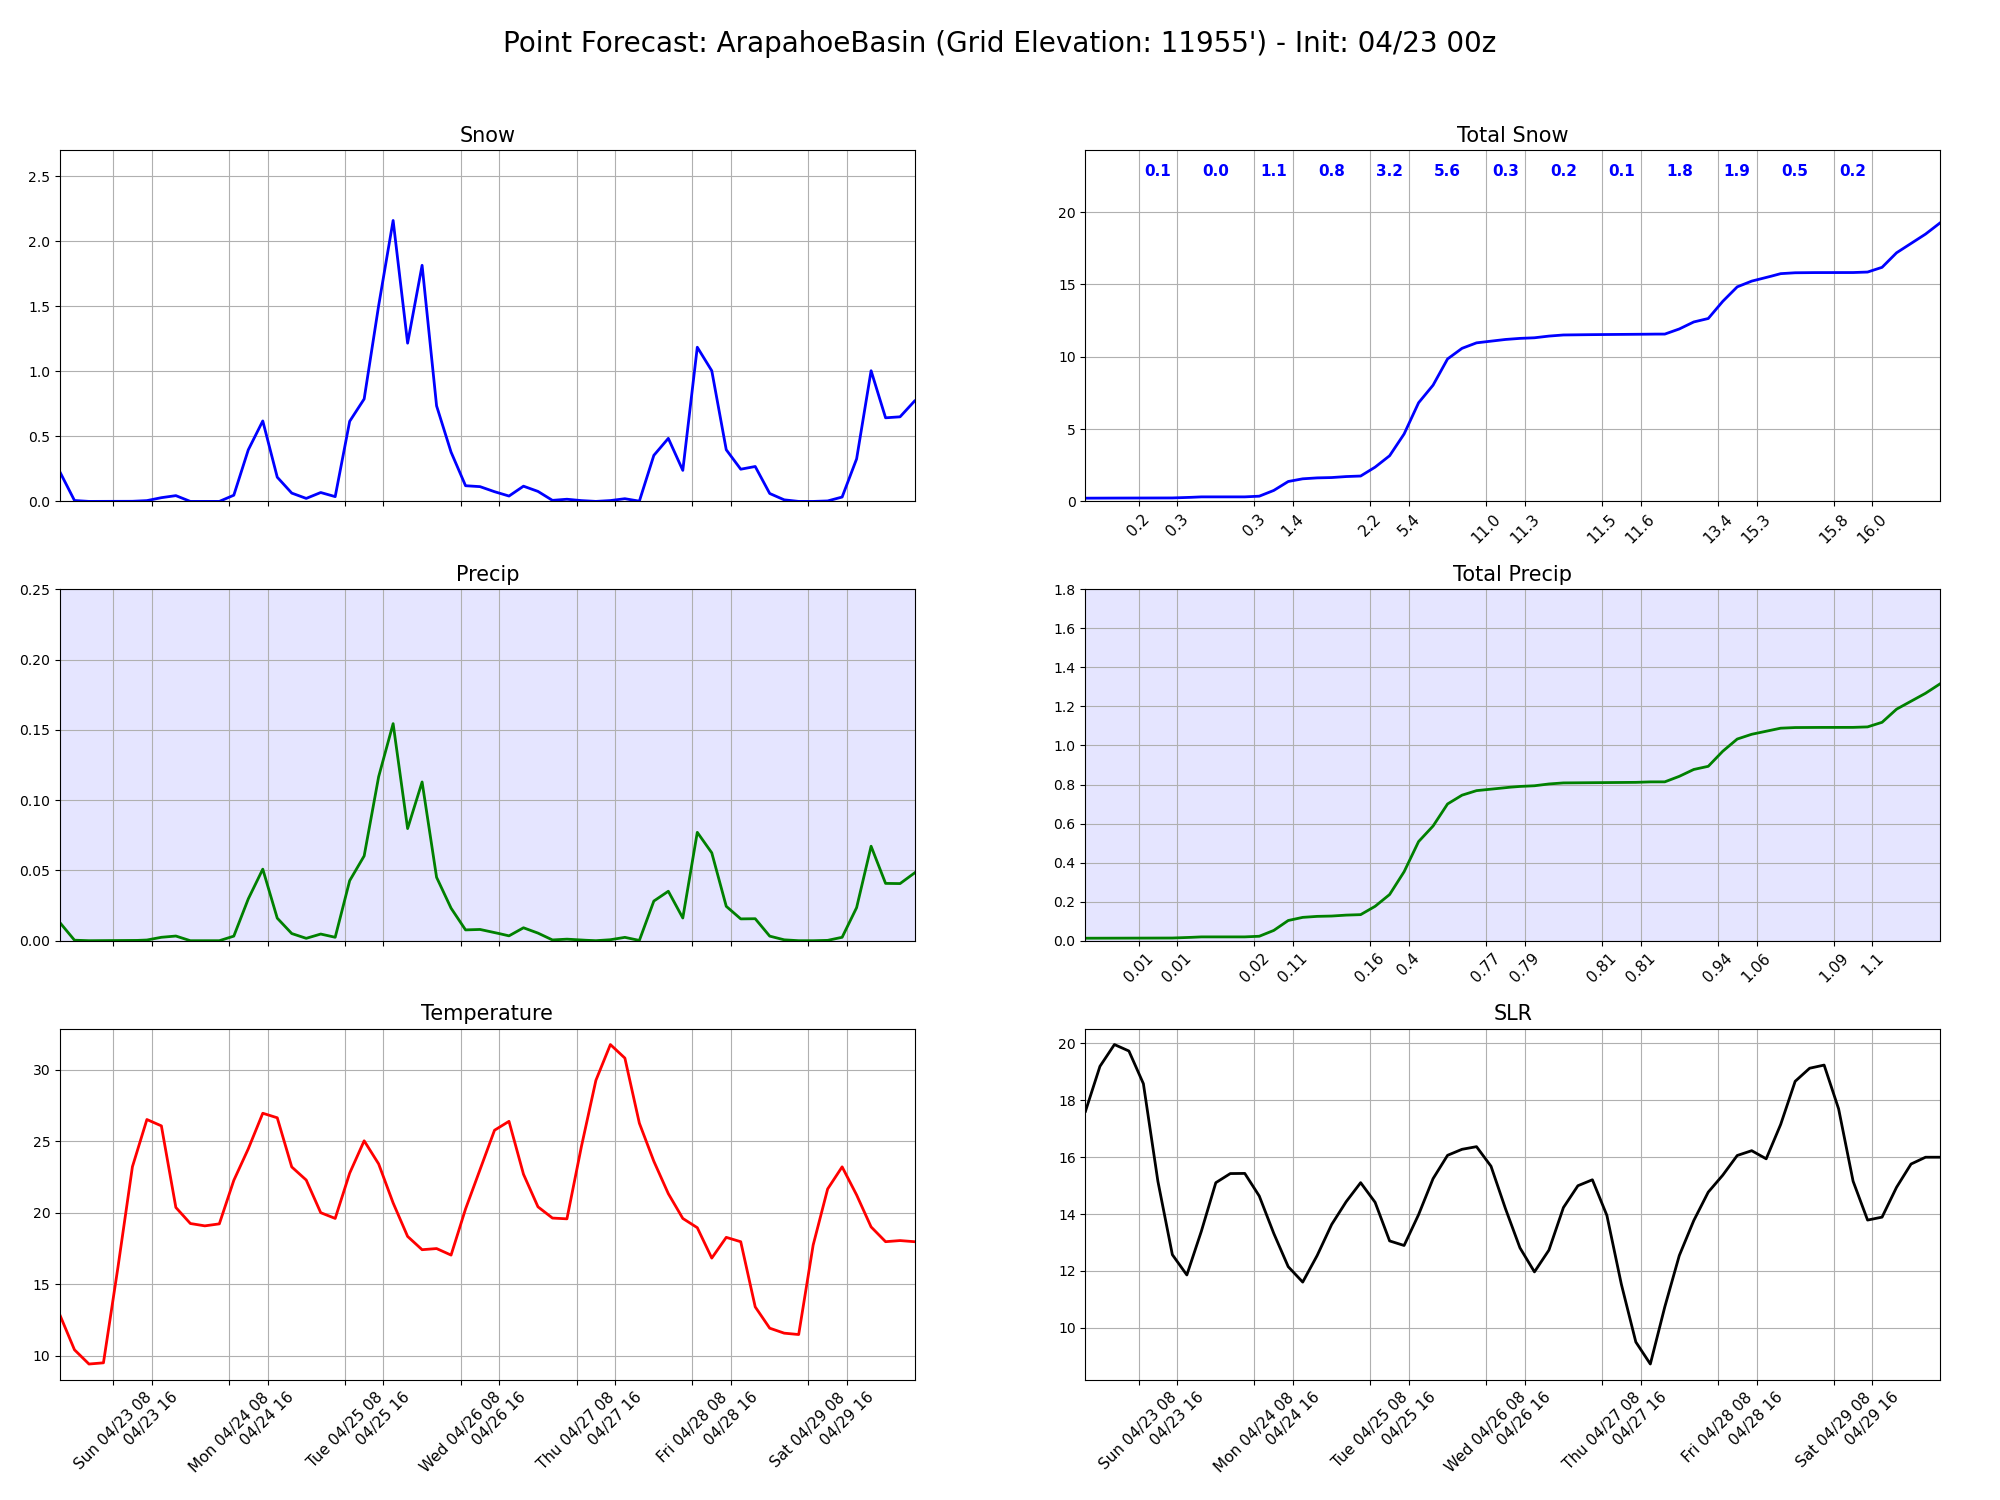 Point Forecast: ArapahoeBasin (Grid Elevation: 11955') - Init: 04/23 00z
Snow
2.5
2.0
1.5
1.0
0.5
0.0
Total Snow
0.1 0.0 1.1 0.8 3.2 5.6 0.3 0.2 0.1 1.8 1.9 0.5 0.2
20
15
10
5
0
0.2 0.3 0.3 1.4 2.2 5.4 11.0 11.3 11.5 11.6 13.4 15.3 15.8 16.0
Precip
0.25
0.20
0.15
0.10
0.05
0.00
Total Precip
1.8
1.6
1.4
1.2
1.0
0.8
0.6
0.4
0.2
0.0
0.01 0.01 0.02 0.11 0.16 0.4 0.77 0.79 0.81 0.81 0.94 1.06 1.09 1.1
Temperature
30
25
20
15
10
Sun 04/23 08
04/23 16
Mon 04/24 08
04/24 16
Tue 04/25 08
04/25 16
Wed 04/26 08
04/26 16
Thu 04/27 08
04/27 16
Fri 04/28 08
04/28 16
Sat 04/29 08
04/29 16
SLR
20
18
16
14
12
10
Sun 04/23 08
04/23 16
Mon 04/24 08
04/24 16
Tue 04/25 08
04/25 16
Wed 04/26 08
04/26 16
Thu 04/27 08
04/27 16
Fri 04/28 08
04/28 16
Sat 04/29 08
04/29 16